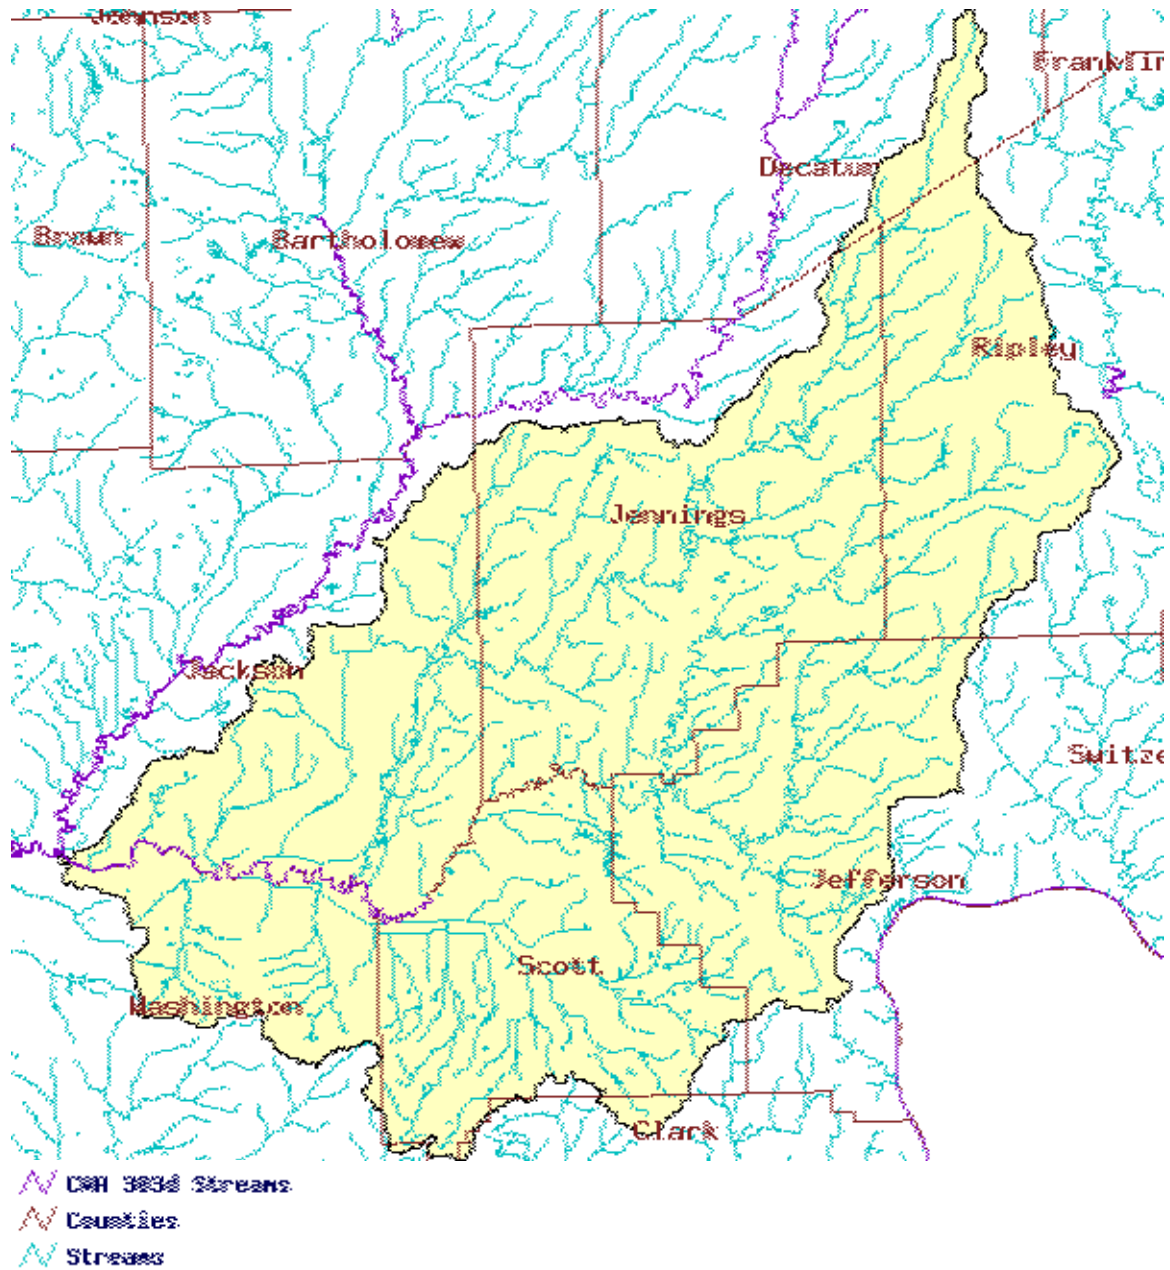 Johnson
Franklin
Decatur
Brown
Bartholomew
Ripley
Jennings
Jackson
Switze
Jefferson
Scott
Washington
Clark
CWA 303d Streams
Counties
Streams